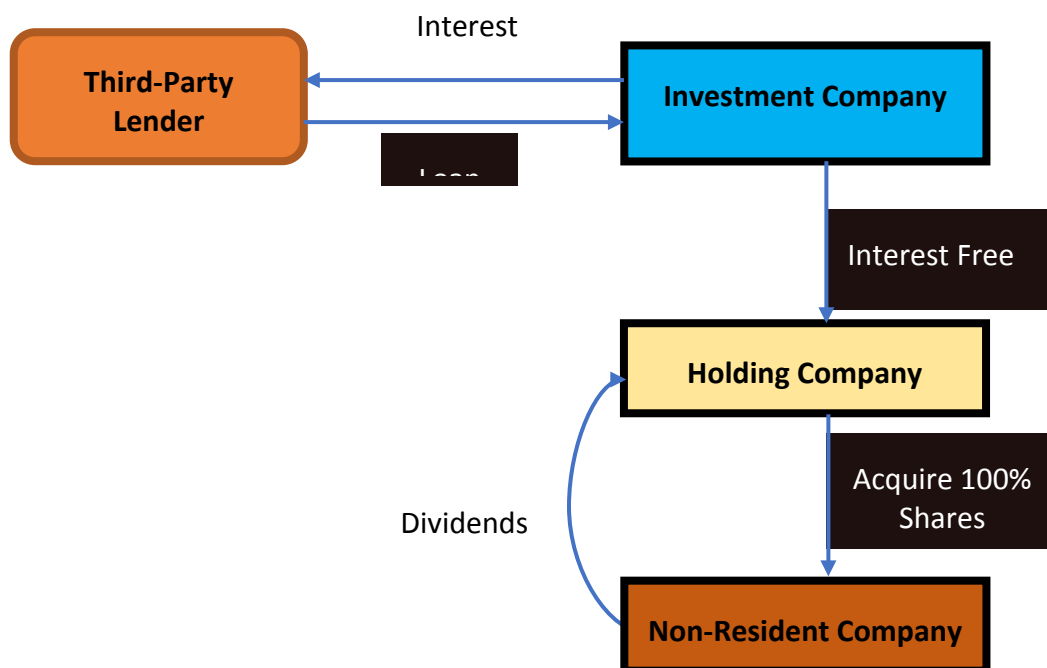 Interest
Third-Party
Lender
Investment Company
Interest Free
Holding Company
Acquire 100%
Shares
Dividends
Non-Resident Company